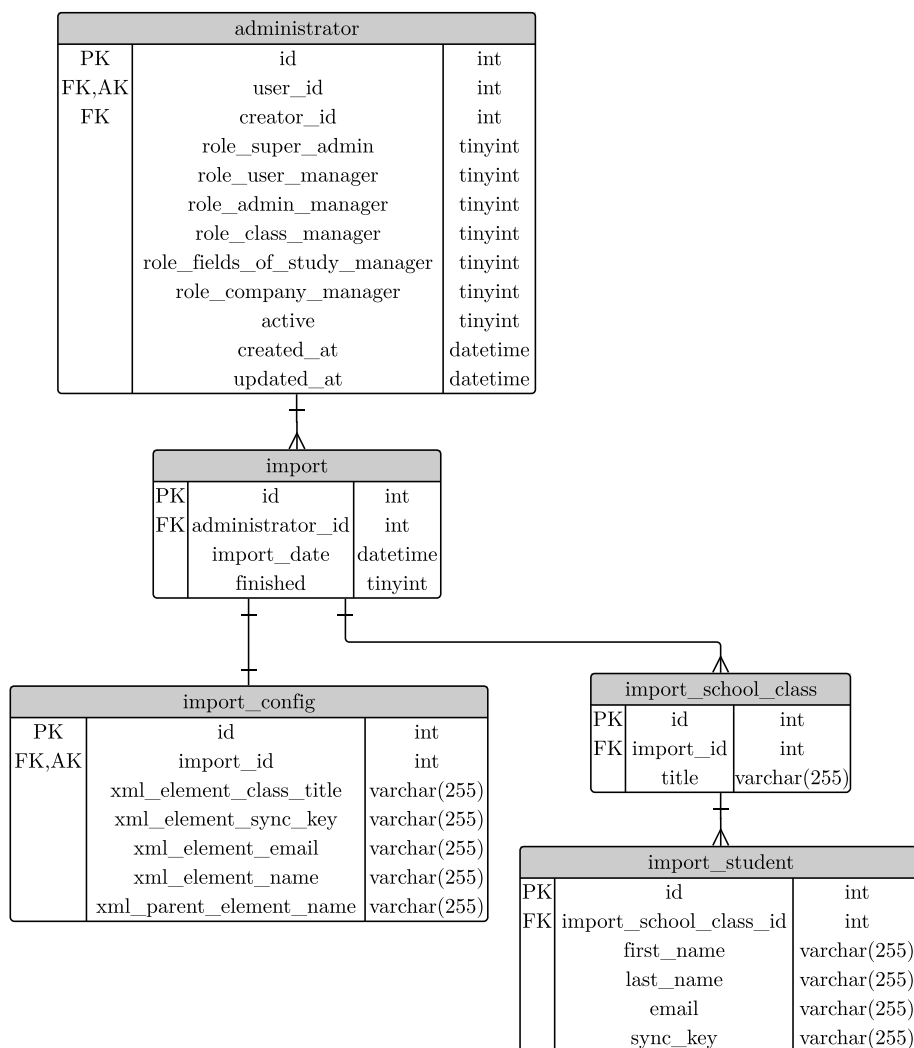 administrator
PK id int
FK,AK user_id int
FK creator_id int
role_super_admin tinyint
role_user_manager tinyint
role_admin_manager tinyint
role_class_manager tinyint
role_fields_of_study_manager tinyint
role_company_manager tinyint
active tinyint
created_at datetime
updated_at datetime
import
PK id int
FK administrator_id int
import_date datetime
finished tinyint
import_config
PK id int
FK,AK import_id int
xml_element_class_title varchar(255)
xml_element_sync_key varchar(255)
xml_element_email varchar(255)
xml_element_name varchar(255)
xml_parent_element_name varchar(255)
import_school_class
PK id int
FK import_id int
title varchar(255)
import_student
PK id int
FK import_school_class_id int
first_name varchar(255)
last_name varchar(255)
email varchar(255)
sync_key varchar(255)